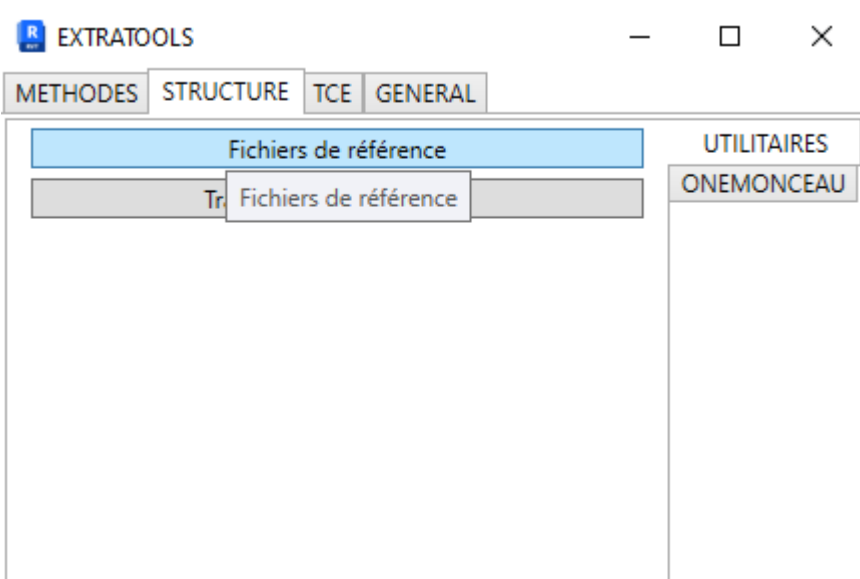 EXTRATOOLS
METHODES STRUCTURE TCE GENERAL
Fichiers de référence
UTILITAIRES
Fichiers de référence
ONEMONCEAU